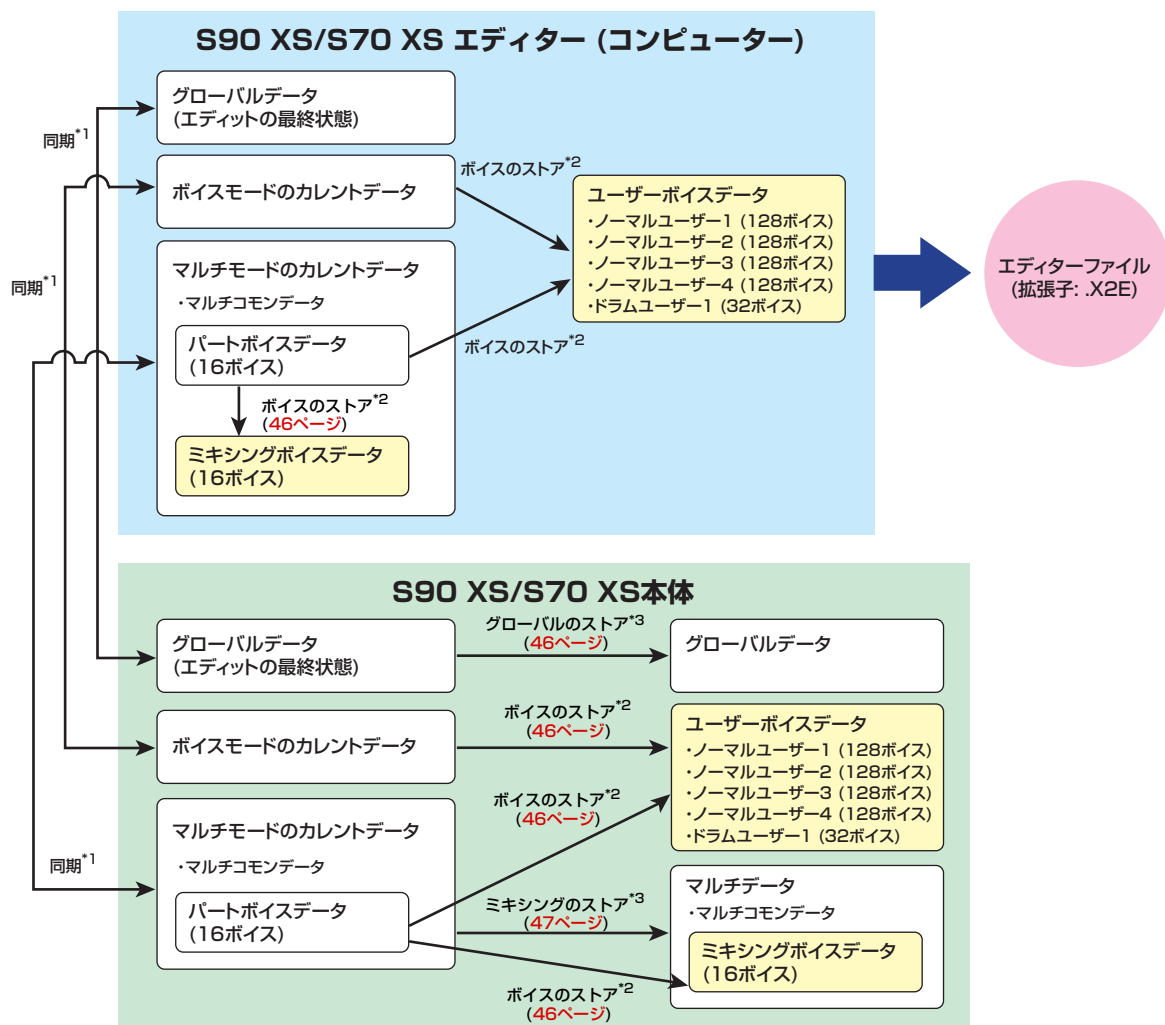 S90 XS/S70 XS エディター (コンピューター)
グローバルデータ
(エディットの最終状態)
同期*1
ボイスモードのカレントデータ
ボイスのストア*2
ユーザーボイスデータ
・ノーマルユーザー1 (128ボイス)
・ノーマルユーザー2 (128ボイス)
・ノーマルユーザー3 (128ボイス)
・ノーマルユーザー4 (128ボイス)
・ドラムユーザー1 (32ボイス)
エディターファイル
(拡張子: .X2E)
同期*1
マルチモードのカレントデータ
・マルチコモンデータ
パートボイスデータ
(16ボイス)
ボイスのストア*2
ボイスのストア*2
(46ページ)
ミキシングボイスデータ
(16ボイス)
S90 XS/S70 XS本体
グローバルデータ
(エディットの最終状態)
グローバルのストア*3
(46ページ)
グローバルデータ
ボイスモードのカレントデータ
ボイスのストア*2
(46ページ)
ユーザーボイスデータ
・ノーマルユーザー1 (128ボイス)
・ノーマルユーザー2 (128ボイス)
・ノーマルユーザー3 (128ボイス)
・ノーマルユーザー4 (128ボイス)
・ドラムユーザー1 (32ボイス)
同期*1
マルチモードのカレントデータ
・マルチコモンデータ
パートボイスデータ
(16ボイス)
ボイスのストア*2
(46ページ)
ミキシングのストア*3
(47ページ)
マルチデータ
・マルチコモンデータ
ミキシングボイスデータ
(16ボイス)
ボイスのストア*2
(46ページ)